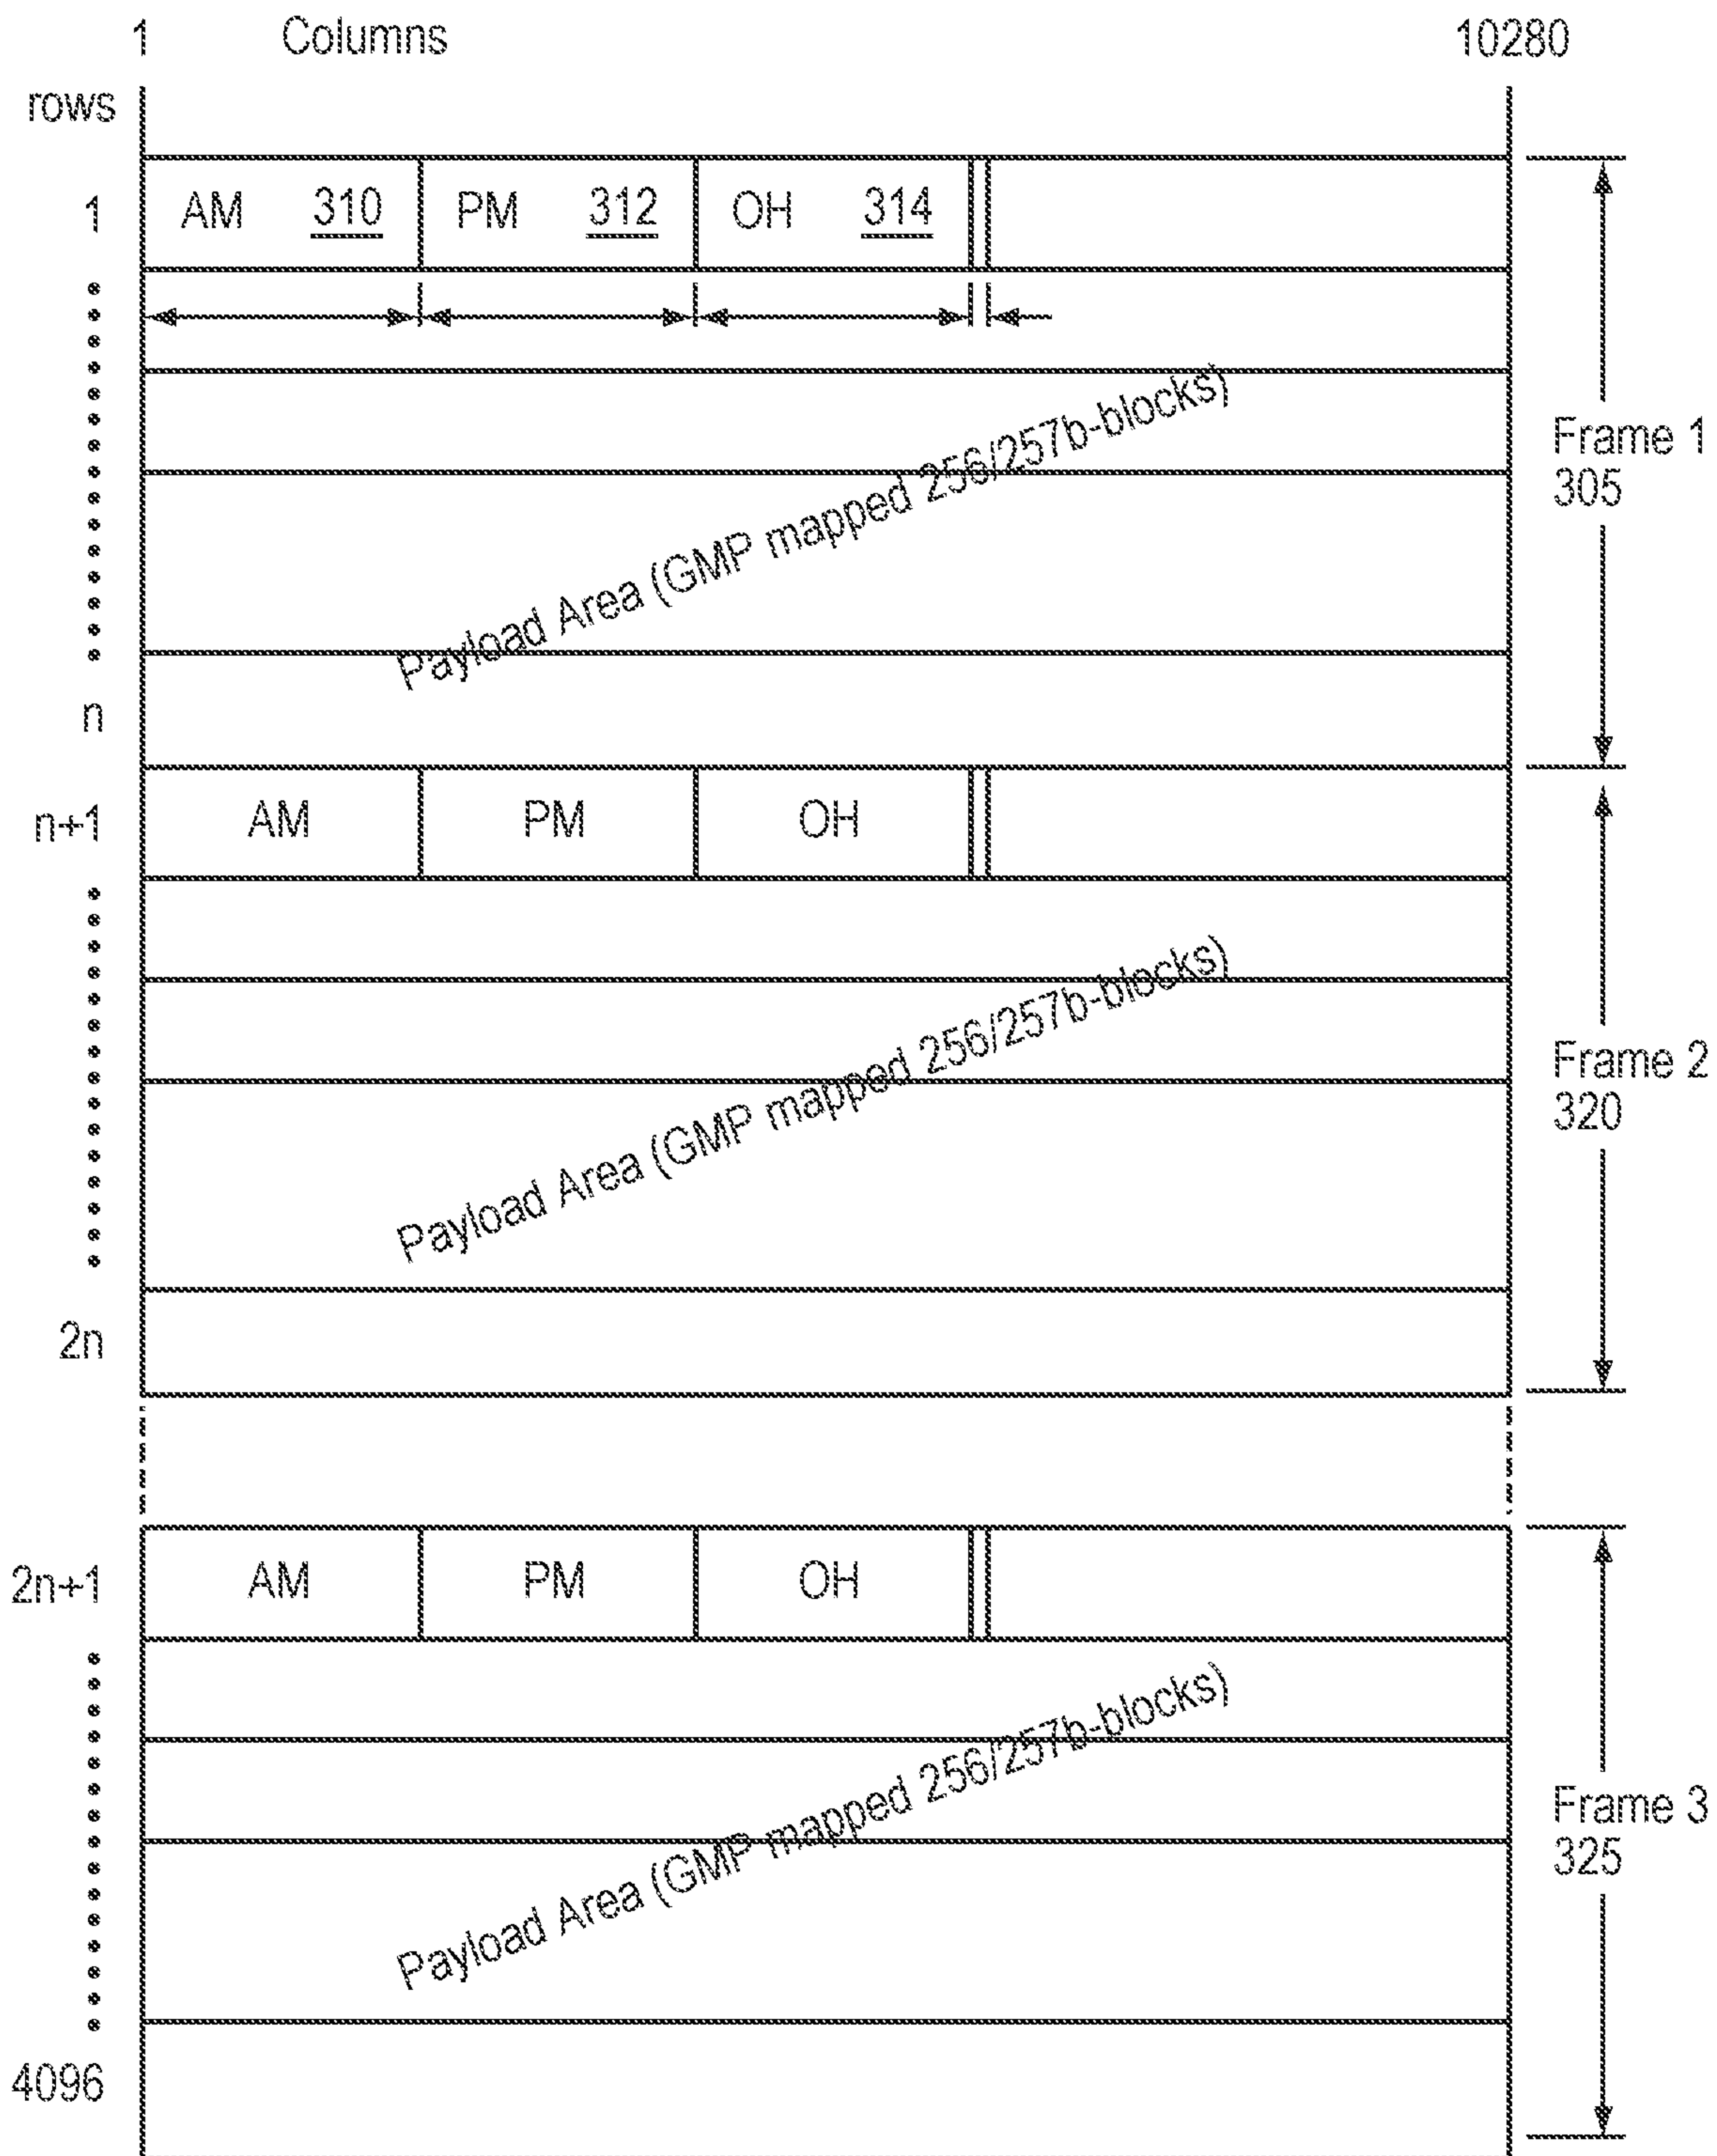 1 Columns 10280
rows
1 AM 310 PM 312 OH 314
Frame 1
305
Payload Area (GMP mapped 256/257b-blocks)
n
n+1 AM PM OH
Payload Area (GMP mapped 256/257b-blocks)
Frame 2
320
2n
2n+1 AM PM OH
Payload Area (GMP mapped 256/257b-blocks)
Frame 3
325
4096